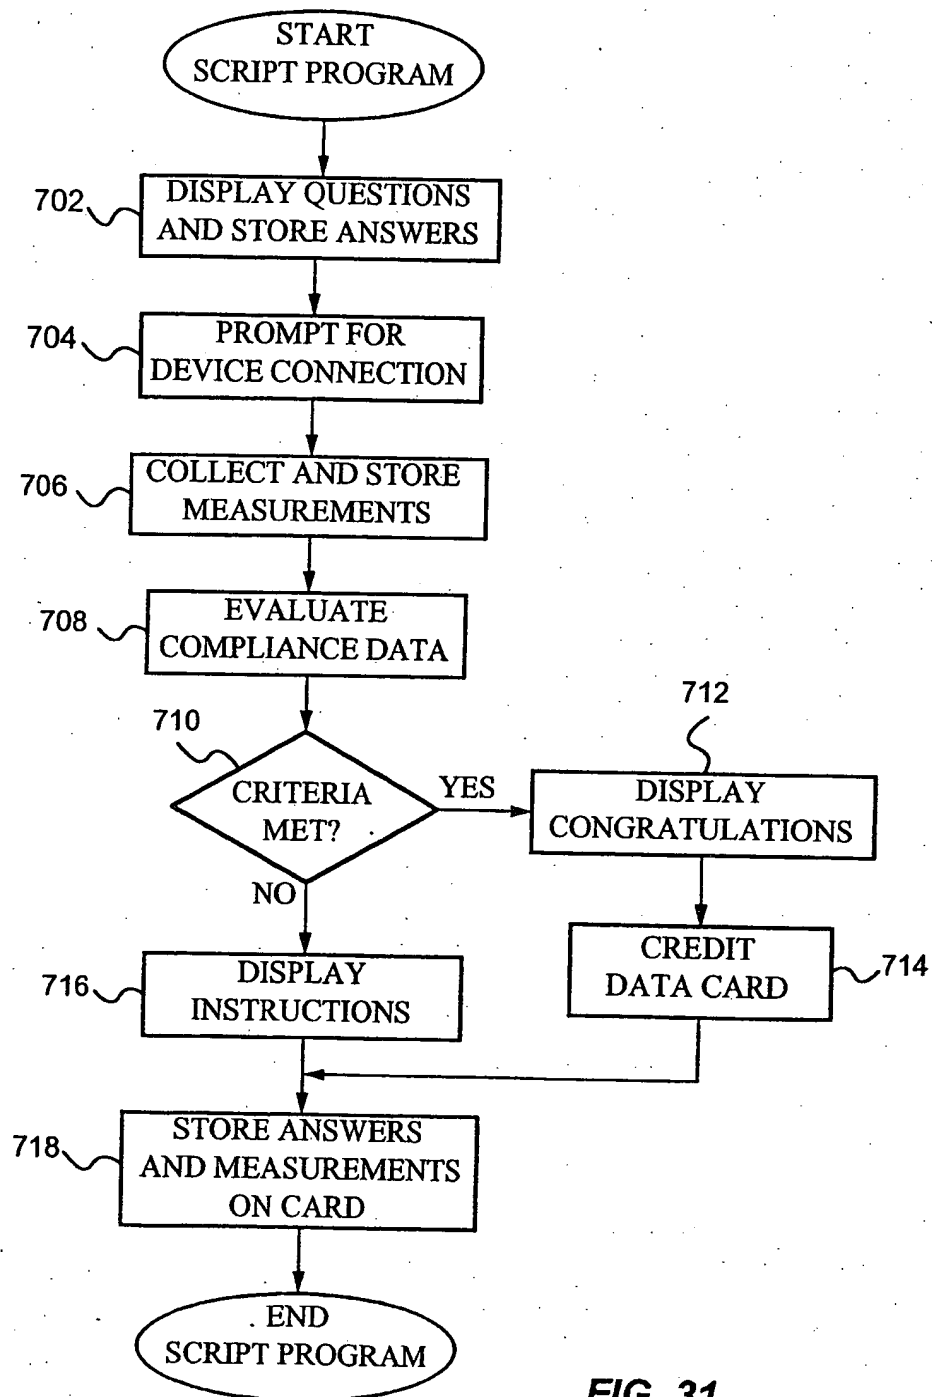 START
SCRIPT PROGRAM
702
DISPLAY QUESTIONS
AND STORE ANSWERS
704
PROMPT FOR
DEVICE CONNECTION
706
COLLECT AND STORE
MEASUREMENTS
708
EVALUATE
COMPLIANCE DATA
710
CRITERIA
MET?
YES
NO
712
DISPLAY
CONGRATULATIONS
CREDIT
DATA CARD
714
716
DISPLAY
INSTRUCTIONS
718
STORE ANSWERS
AND MEASUREMENTS
ON CARD
END
SCRIPT PROGRAM
FIG. 31